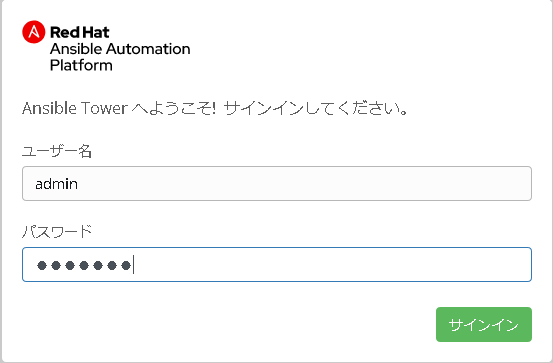 Red Hat
Ansible Automation
Platform
Ansible Tower へようこそ! サインインしてください。
ユーザー名
admin
パスワード
●●●●●●●
サインイン